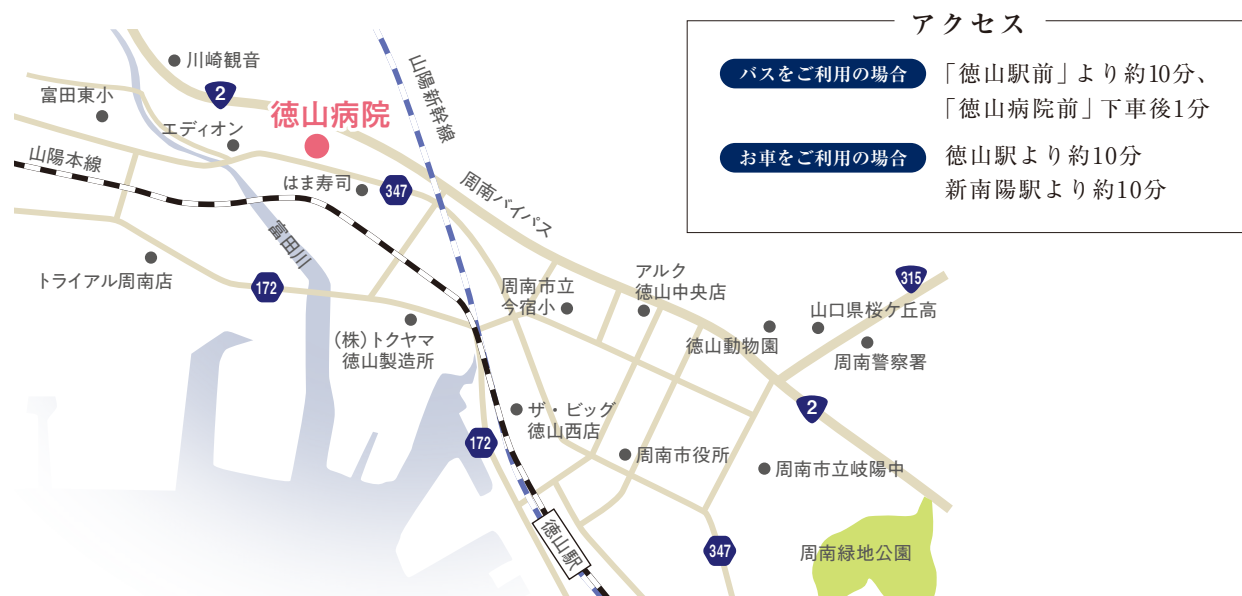 アクセス
バスをご利用の場合
「徳山駅前」より約10分、
「徳山病院前」下車後1分
お車をご利用の場合
徳山駅より約10分
新南陽駅より約10分
川崎観音
2
富田東小
徳山病院
エディオン
山陽新幹線
山陽本線
はま寿司
347
周南バイパス
富田川
トライアル周南店
172
周南市立
今宿小
アルク
徳山中央店
315
山口県桜ケ丘高
(株)トクヤマ
徳山製造所
徳山動物園
周南警察署
ザ・ビッグ
徳山西店
2
172
周南市役所
周南市立岐陽中
徳山駅
347
周南緑地公園